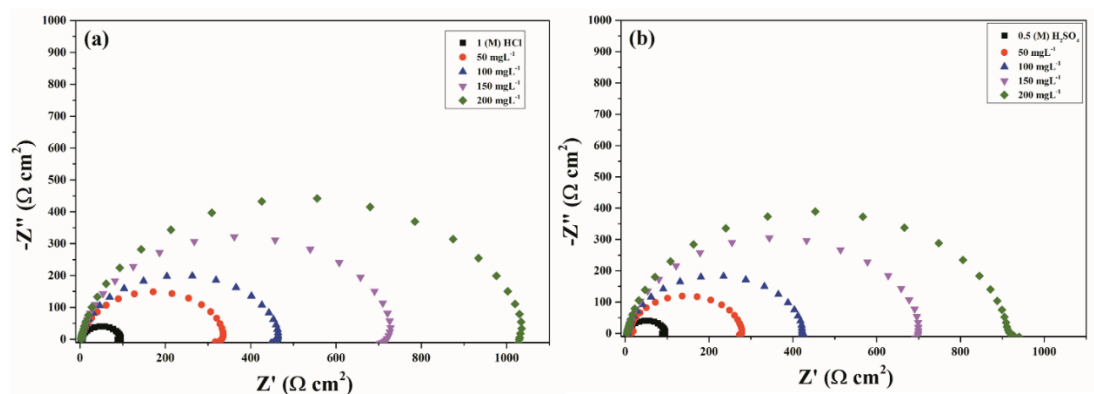 (a)
1 (M) HCl
50 mgL⁻¹
100 mgL⁻¹
150 mgL⁻¹
200 mgL⁻¹
1000
900
800
700
600
500
400
300
200
100
0
-Z'' (Ω cm²)
0 200 400 600 800 1000
Z' (Ω cm²)
(b)
0.5 (M) H₂SO₄
50 mgL⁻¹
100 mgL⁻¹
150 mgL⁻¹
200 mgL⁻¹
1000
900
800
700
600
500
400
300
200
100
0
-Z'' (Ω cm²)
0 200 400 600 800 1000
Z' (Ω cm²)